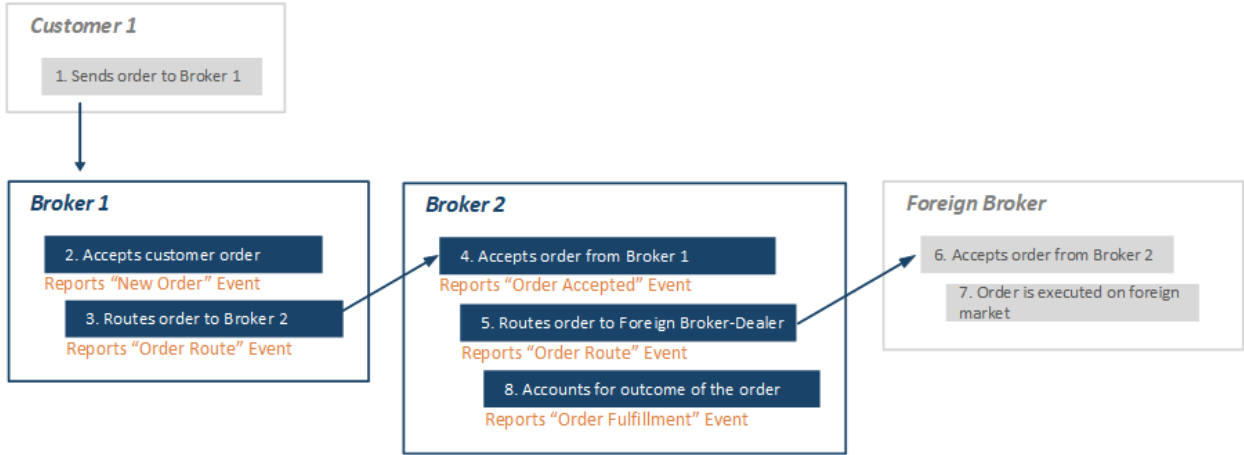 Customer 1
1. Sends order to Broker 1
Broker 1
2. Accepts customer order
Reports “New Order” Event
3. Routes order to Broker 2
Reports “Order Route” Event
Broker 2
4. Accepts order from Broker 1
Reports “Order Accepted” Event
5. Routes order to Foreign Broker-Dealer
Reports “Order Route” Event
8. Accounts for outcome of the order
Reports “Order Fulfillment” Event
Foreign Broker
6. Accepts order from Broker 2
7. Order is executed on foreign
market